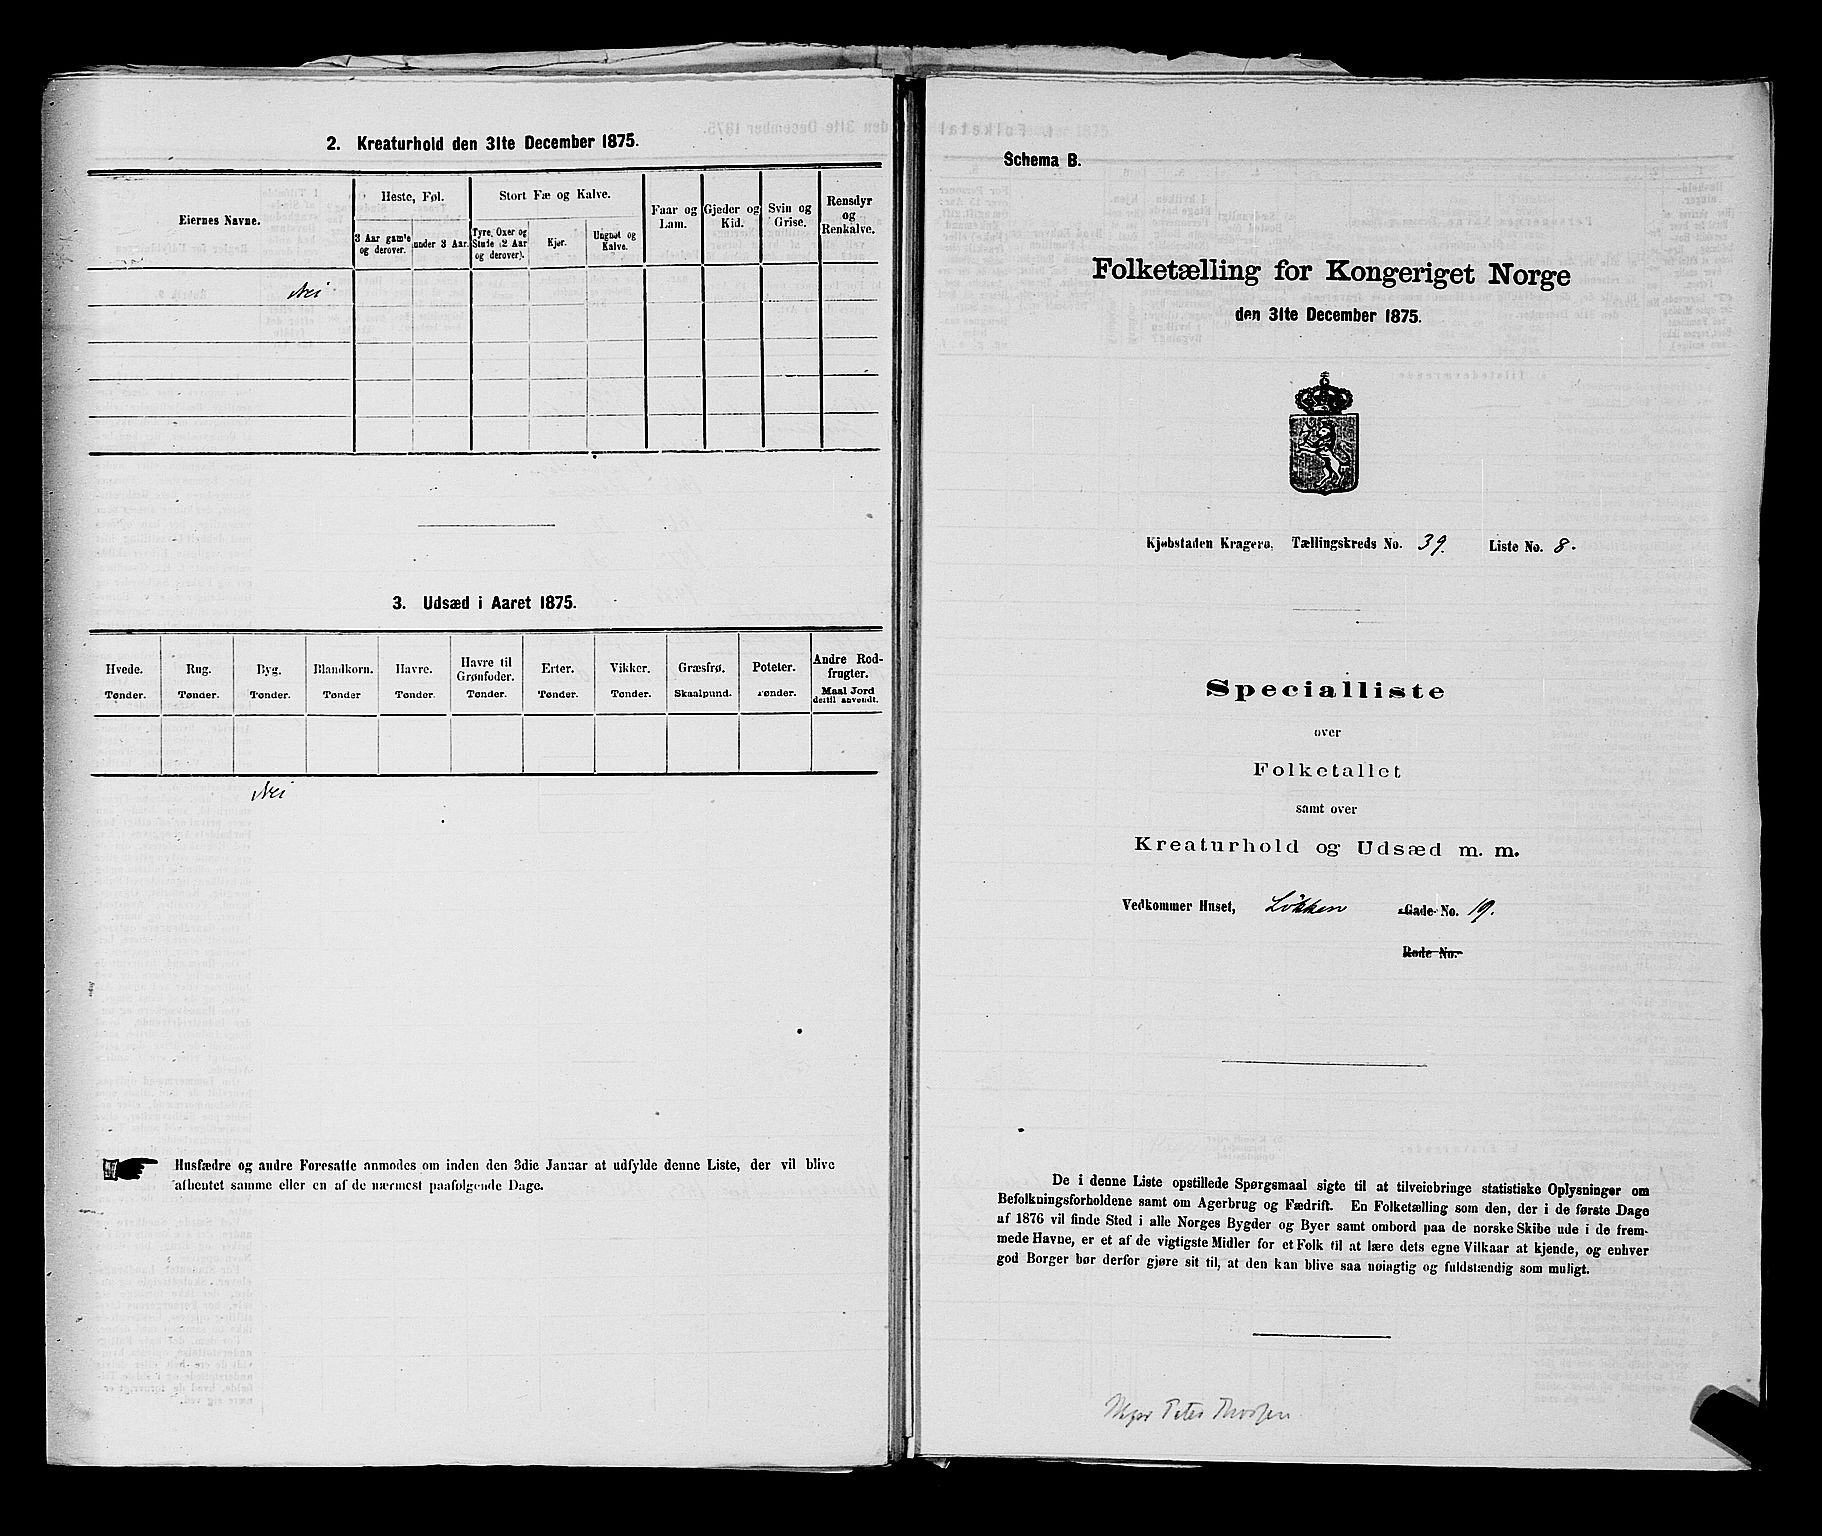 2. Kreaturhold den 31te December 1875.
Eiernes Navne.
Heste, Føl.
Stort Fæ og Kalve.
Faar og Lam.
Gjeder og Kid.
Svin og Grise.
Rensdyr og Renkalve.
3 Aar gam'e og derover.
under 3 Aar.
Tyre, Oxer og Stude (2 Aar og derover).
Kjør.
Ungnøt og Kalve.
Nei
3. Udsæd i Aaret 1875.
Hvede. Rug. Byg. Blandkorn. Havre. Havre til Grønfoder. Erter. Vikker. Græsfrø. Poteter. Andre Rodfrugter.
Tønder. Tønder. Tønder. Tønder Tønder. Tønder. Tønder. Tønder. Skaalpund. Tønder. Maal Jord dertil anvendt.
Nei
Husfædre og andre Foresatte anmodes om inden den 3die Januar at udfylde denne Liste, der vil blive
afhentet samme eller en af de nærmest paafølgende Dage.
Schema B.
Folketælling for Kongeriget Norge
den 31te December 1875.
Kjøbstaden Kragerø. Tællingskreds No. 39. Liste No. 8.
Specialliste
over
Folketallet
samt over
Kreaturhold og Udsæd m. m.
Vedkommer Huset, Løkken Gade No. 19.
Rode No.
De i denne Liste opstillede Spørgsmaal sigte til at tilveiebringe statistiske Oplysninger om
Befolkningsforholdene samt om Agerbrug og Fædrift. En Folketælling som den, der i de første Dage
af 1876 vil finde Sted i alle Norges Bygder og Byer samt ombord paa de norske Skibe ude i de frem-
mede Havne, er et af de vigtigste Midler for et Folk til at lære dets egne Vilkaar at kjende, og enhver
god Borger bør derfor gjøre sit til, at den kan blive saa nøiagtig og fuldstændig som muligt.
Peter